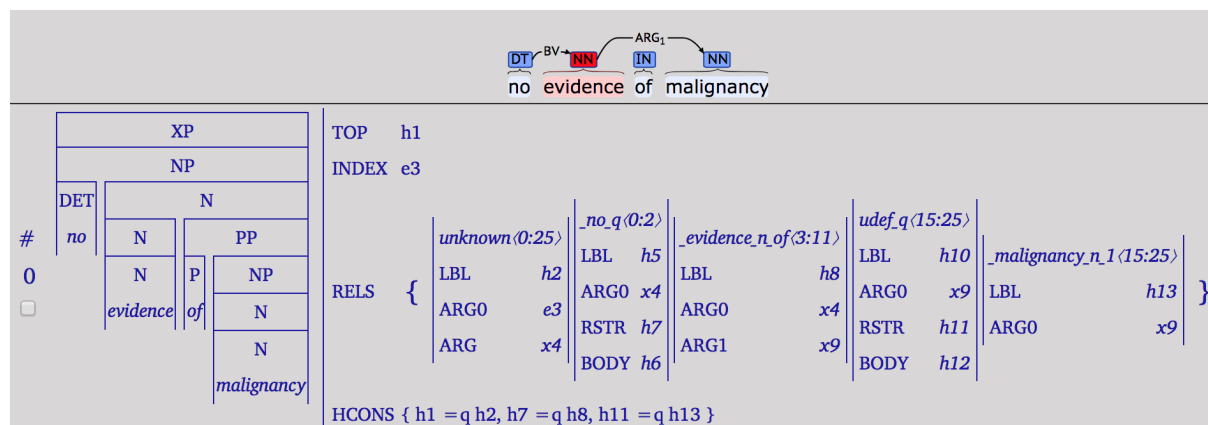 BV ARG1
DT NN IN NN
no evidence of malignancy
XP
NP
DET N
no N PP
N P NP
evidence of N
N
malignancy
#
0
TOP h1
INDEX e3
RELS {
unknown⟨0:25⟩
LBL h2
ARG0 e3
ARG x4
_no_q⟨0:2⟩
LBL h5
ARG0 x4
RSTR h7
BODY h6
_evidence_n_of⟨3:11⟩
LBL h8
ARG0 x4
ARG1 x9
udef_q⟨15:25⟩
LBL h10
ARG0 x9
RSTR h11
BODY h12
_malignancy_n_1⟨15:25⟩
LBL h13
ARG0 x9
}
HCONS { h1 =q h2, h7 =q h8, h11 =q h13 }